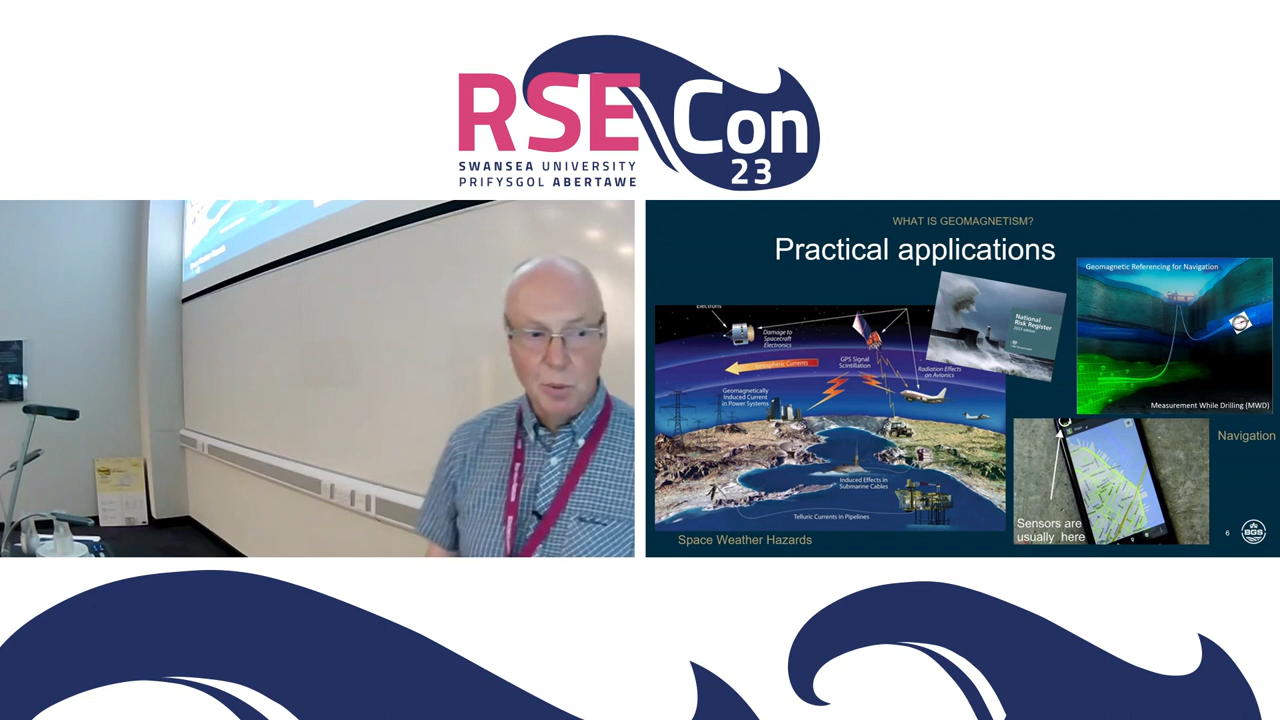 RSE Con
23
SWANSEA UNIVERSITY
PRIFYSGOL ABERTAWE
WHAT IS GEOMAGNETISM?
Practical applications
Electrons
Damage to
Spacecraft
Electronics
Ionospheric Currents
GPS Signal
Scintillation
Radiation Effects
on Avionics
Geomagnetically
Induced Current
in Power Systems
Induced Effects in
Submarine Cables
Telluric Currents in Pipelines
Space Weather Hazards
National
Risk Register
2023 edition
Geomagnetic Referencing for Navigation
Measurement While Drilling (MWD)
Navigation
Sensors are
usually here
6
BGS